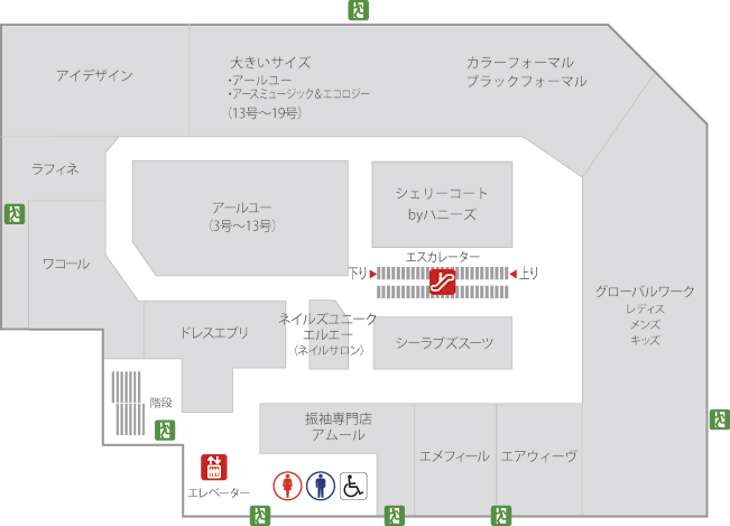 アイデザイン
大きいサイズ
・アールユー
・アースミュージック&エコロジー
（13号～19号）
カラーフォーマル
ブラックフォーマル
ラフィネ
アールユー
（3号～13号）
シェリーコート
byハニーズ
エスカレーター
下り
上り
ワコール
グローバルワーク
レディス
メンズ
キッズ
ドレスエブリ
ネイルズユニーク
エルエー
（ネイルサロン）
シーラブズスーツ
階段
振袖専門店
アムール
エメフィール
エアウィーヴ
エレベーター